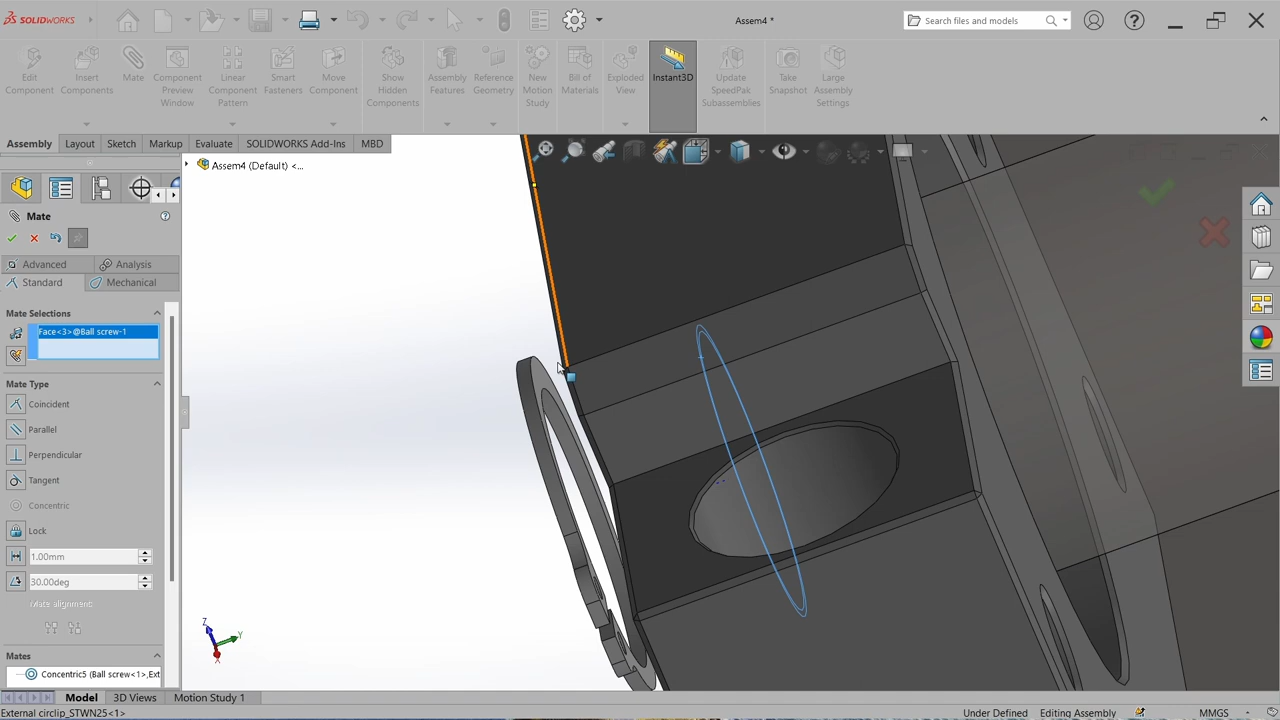 SOLIDWORKS
Assem4 *
Search files and models
Edit Component
Insert Components
Mate
Component Preview Window
Linear Component Pattern
Smart Fasteners
Move Component
Show Hidden Components
Assembly Features
Reference Geometry
New Motion Study
Bill of Materials
Exploded View
Instant3D
Update SpeedPak Subassemblies
Take Snapshot
Large Assembly Settings
Assembly
Layout
Sketch
Markup
Evaluate
SOLIDWORKS Add-Ins
MBD
Assem4 (Default) <...
Mate
Advanced
Analysis
Standard
Mechanical
Mate Selections
Face<3>@Ball screw-1
Mate Type
Coincident
Parallel
Perpendicular
Tangent
Concentric
Lock
1.00mm
30.00deg
Mate alignment:
Mates
Concentric5 (Ball screw<1>,Ext
Z
Y
X
Model
3D Views
Motion Study 1
External circlip_STWN25<1>
Under Defined
Editing Assembly
MMGS